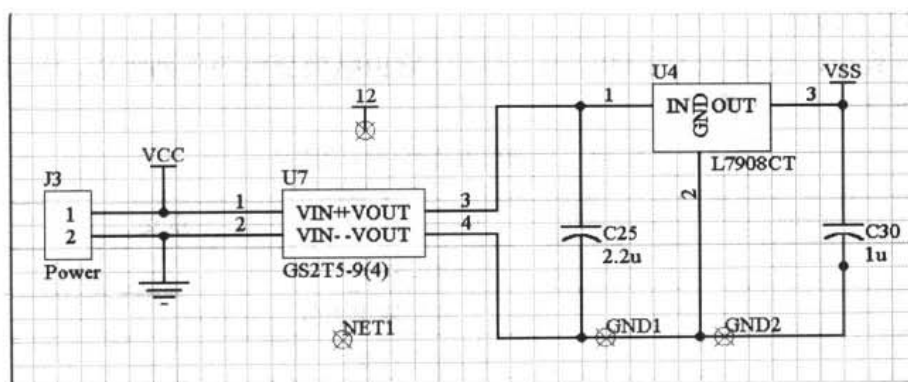 U4
VSS
12
1
IN
GND
OUT
3
VCC
L7908CT
J3
U7
2
1
1
VIN++VOUT
3
2
2
VIN--VOUT
4
C25
C30
Power
GS2T5-9(4)
2.2u
1u
NET1
GND1
GND2